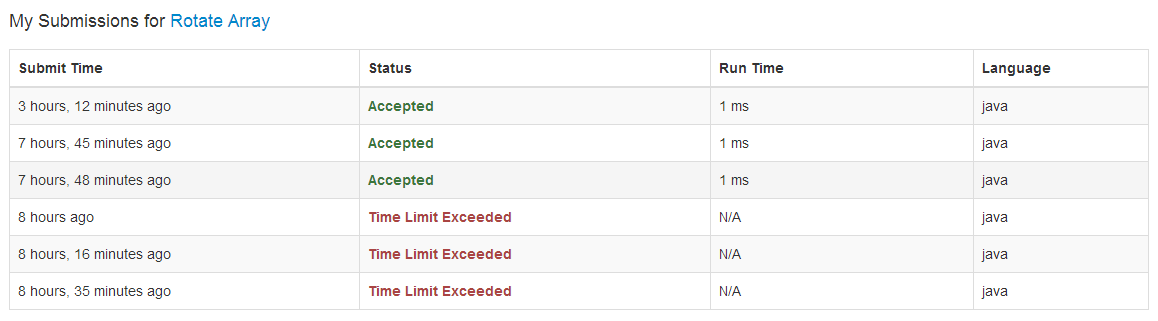 My Submissions for Rotate Array
Submit Time Status Run Time Language
3 hours, 12 minutes ago Accepted 1 ms java
7 hours, 45 minutes ago Accepted 1 ms java
7 hours, 48 minutes ago Accepted 1 ms java
8 hours ago Time Limit Exceeded N/A java
8 hours, 16 minutes ago Time Limit Exceeded N/A java
8 hours, 35 minutes ago Time Limit Exceeded N/A java